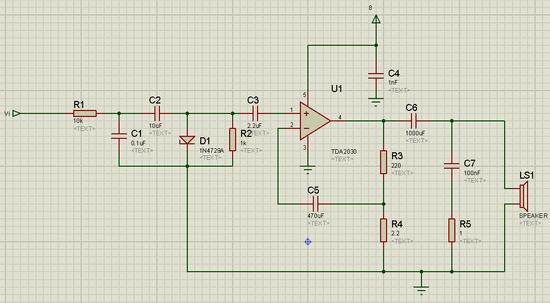 8
C4
1nF
<TEXT>
U1
R1
10k
<TEXT>
C2
10uF
<TEXT>
C3
2.2uF
<TEXT>
C6
1000uF
<TEXT>
Vi
C1
0.1uF
<TEXT>
D1
1N4729A
<TEXT>
R2
1k
<TEXT>
5
1
2
3
4
TDA2030
<TEXT>
R3
220
<TEXT>
C7
100nF
<TEXT>
LS1
SPEAKER
<TEXT>
C5
470uF
<TEXT>
R4
2.2
<TEXT>
R5
1
<TEXT>